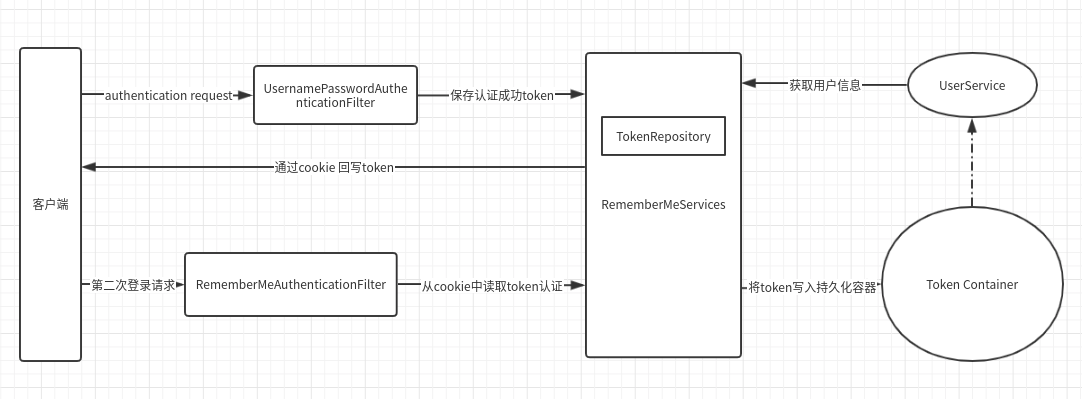 authentication request
UsernamePasswordAuthe
nticationFilter
保存认证成功token
获取用户信息
UserService
TokenRepository
通过cookie 回写token
客户端
RememberMeServices
第二次登录请求
RememberMeAuthenticationFilter
从cookie中读取token认证
将token写入持久化容器
Token Container